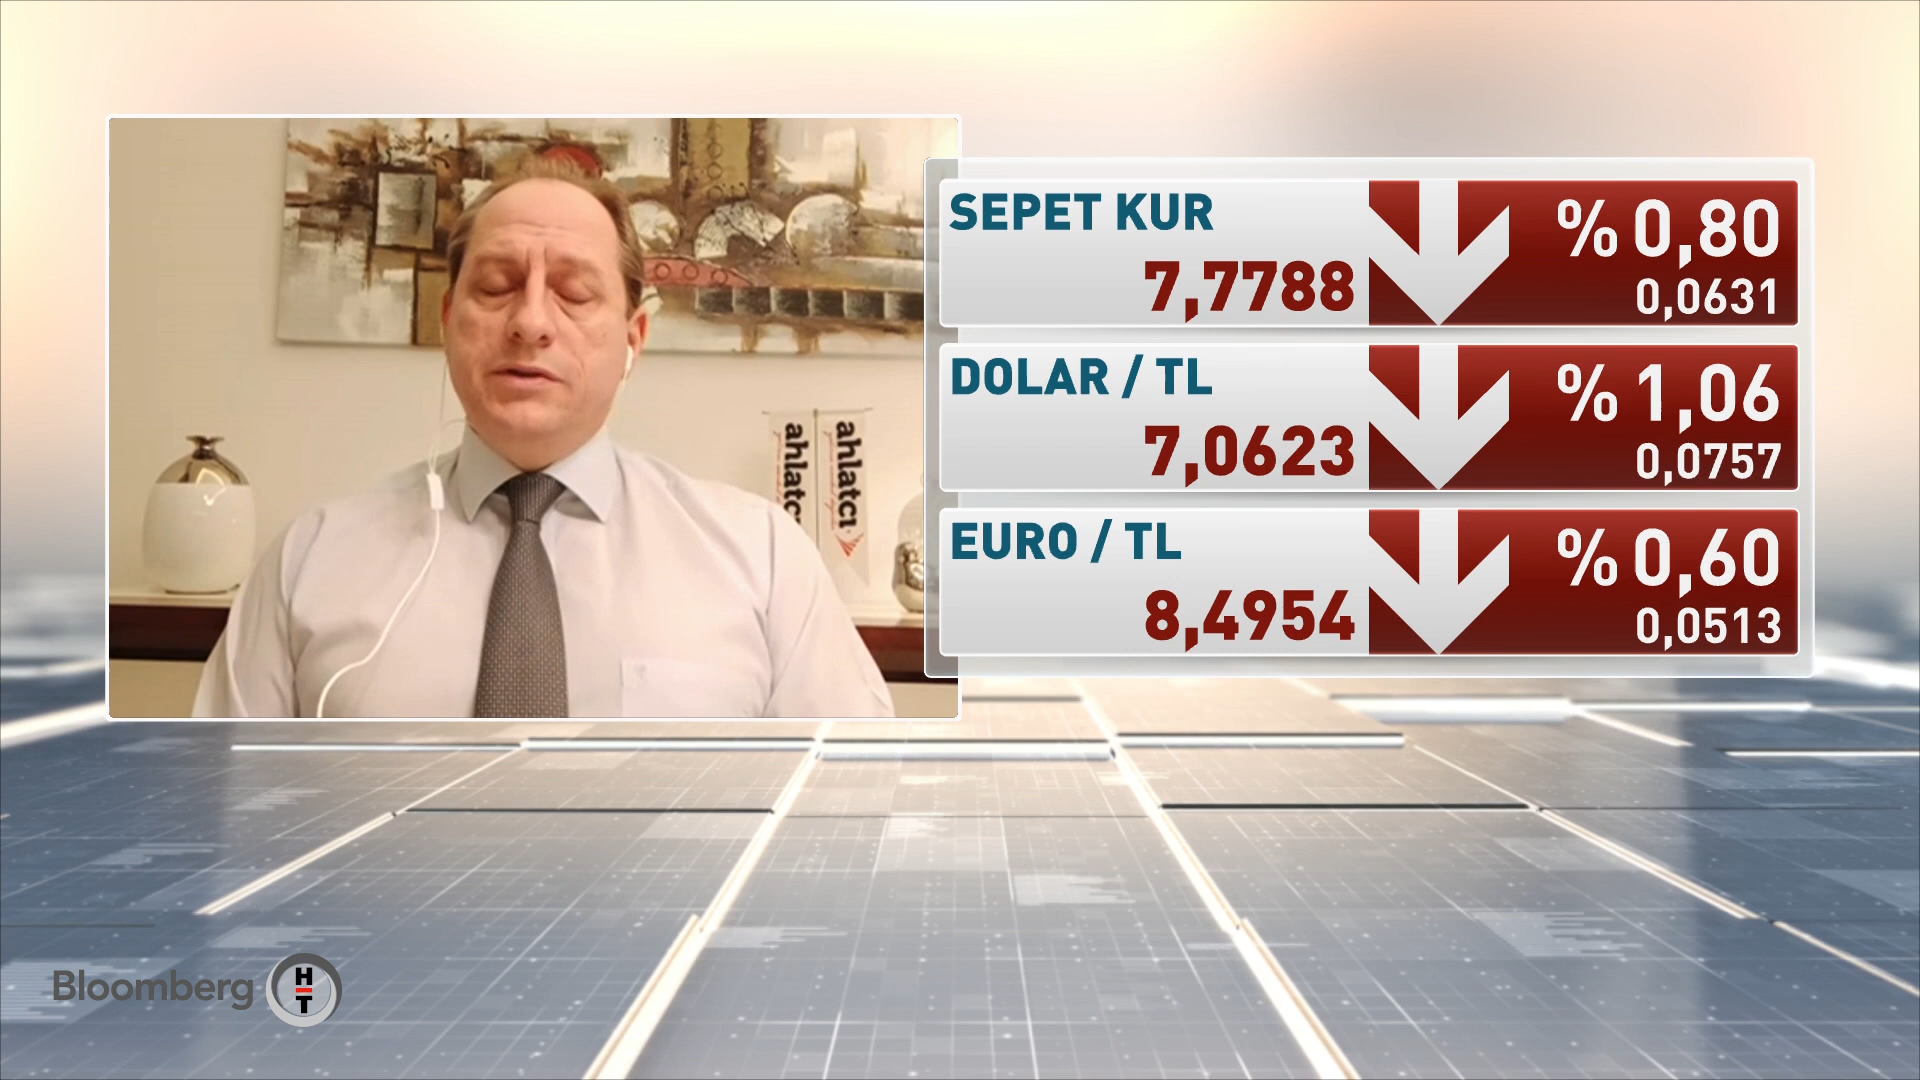 SEPET KUR
7,7788
% 0,80
0,0631
DOLAR / TL
7,0623
% 1,06
0,0757
EURO / TL
8,4954
% 0,60
0,0513
ahlatcı
ahlatcı
Bloomberg HT